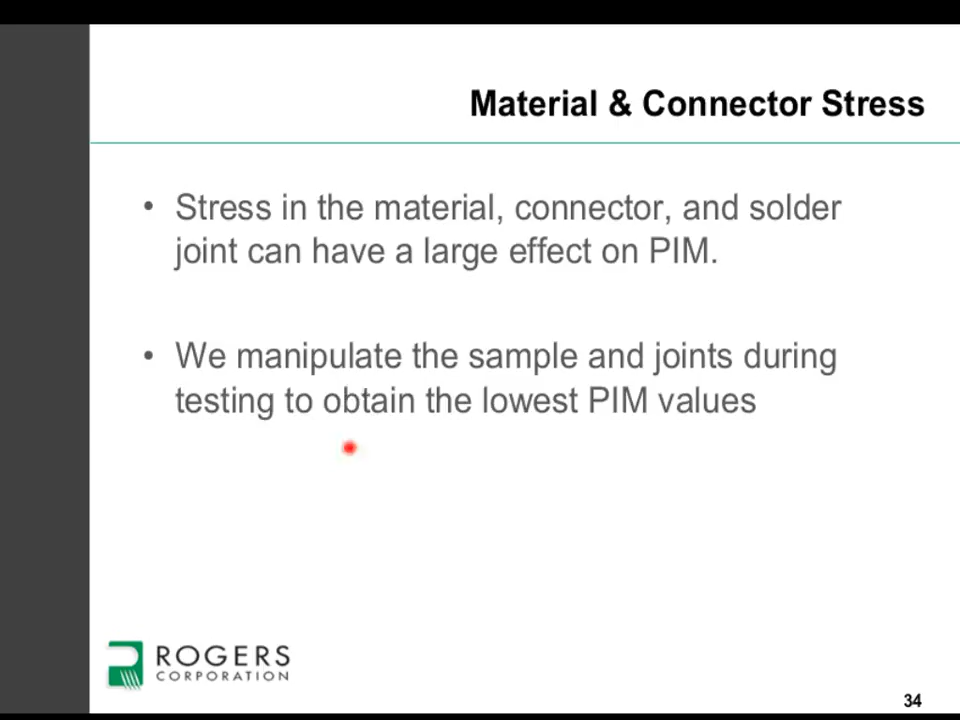 Material & Connector Stress
• Stress in the material, connector, and solder
joint can have a large effect on PIM.
• We manipulate the sample and joints during
testing to obtain the lowest PIM values
ROGERS
CORPORATION
34